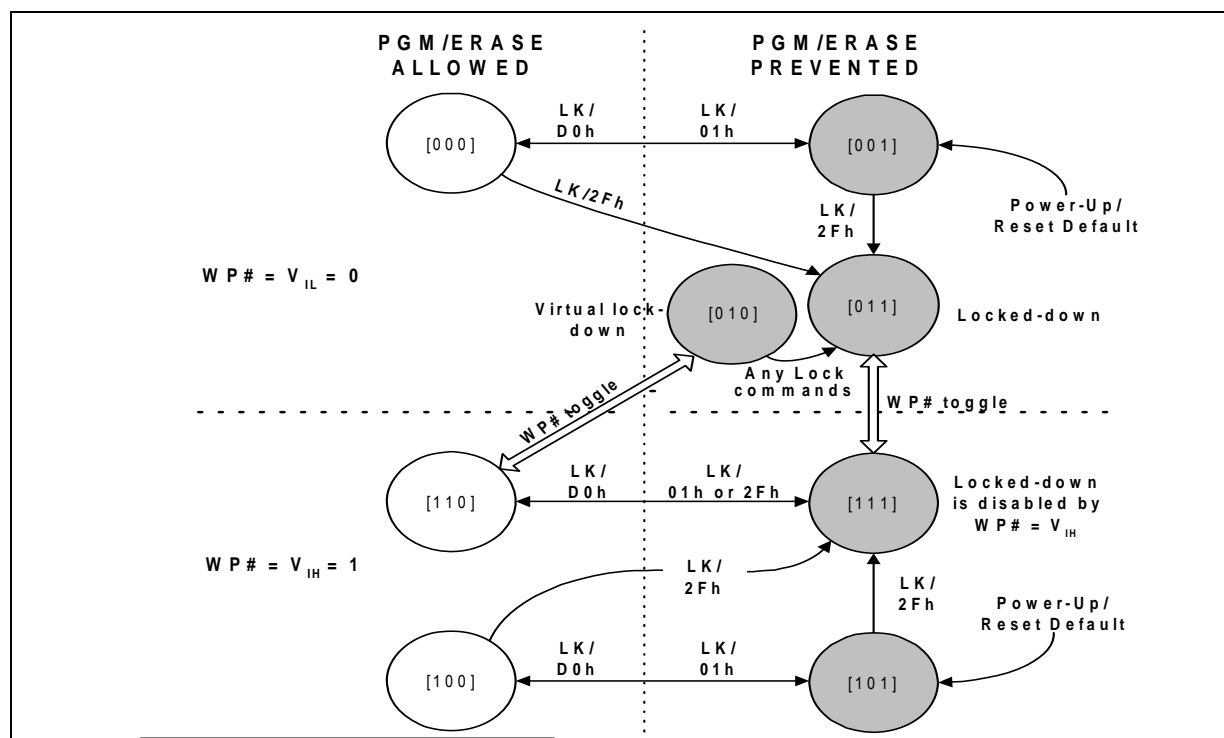 PGM/ERASE
ALLOWED
PGM/ERASE
PREVENTED
LK/
D0h
LK/
01h
[000]
[001]
LK/2Fh
LK/
2Fh
Power-Up/
Reset Default
WP# = VIL = 0
Virtual lock-
down
[010]
[011]
Locked-down
Any Lock
commands
WP# toggle
WP# toggle
LK/
D0h
LK/
01h or 2Fh
[110]
[111]
Locked-down
is disabled by
WP# = VIH
WP# = VIH = 1
LK/
2Fh
LK/
2Fh
Power-Up/
Reset Default
LK/
D0h
LK/
01h
[100]
[101]